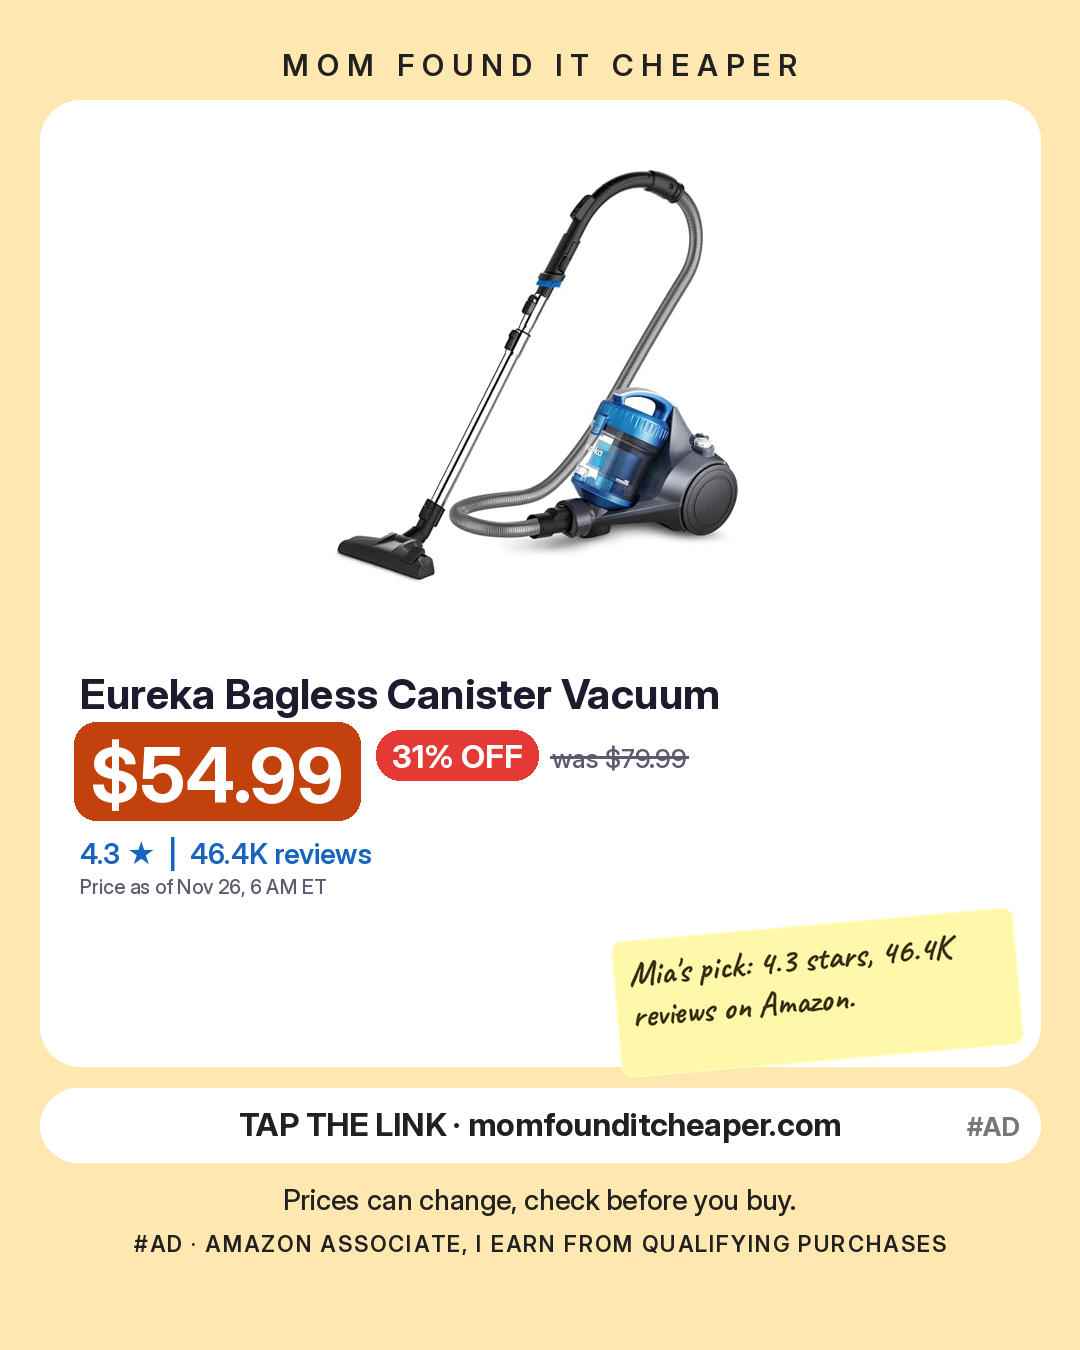 MOM FOUND IT CHEAPER
Eureka Bagless Canister Vacuum
$54.99
31% OFF
was $79.99
4.3 ★ | 46.4K reviews
Price as of Nov 26, 6 AM ET
Mia's pick: 4.3 stars, 46.4K
reviews on Amazon.
TAP THE LINK · momfounditcheaper.com
#AD
Prices can change, check before you buy.
#AD · AMAZON ASSOCIATE, I EARN FROM QUALIFYING PURCHASES